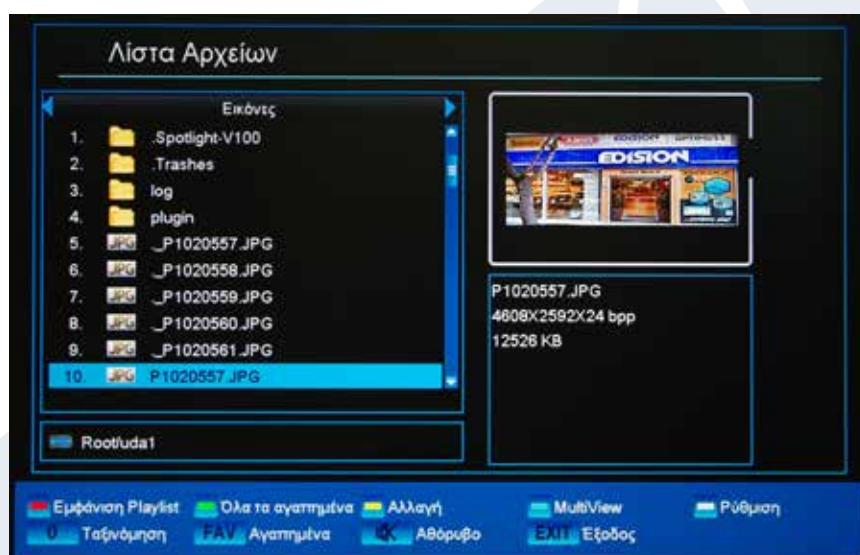 Λίστα Αρχείων
Εικόνες
1. .Spotlight-V100
2. .Trashes
3. log
4. plugin
5. JPG ._P1020557.JPG
6. JPG ._P1020558.JPG
7. JPG ._P1020559.JPG
8. JPG ._P1020560.JPG
9. JPG ._P1020561.JPG
10. JPG P1020557.JPG
EDISION
P1020557.JPG
4608X2592X24 bpp
12526 KB
Root/uda1
Εμφάνιση Playlist Όλα τα αγαπημένα Αλλαγή MultiView Ρύθμιση
0 Ταξινόμηση FAV Αγαπημένα Αθόρυβο EXIT Έξοδος